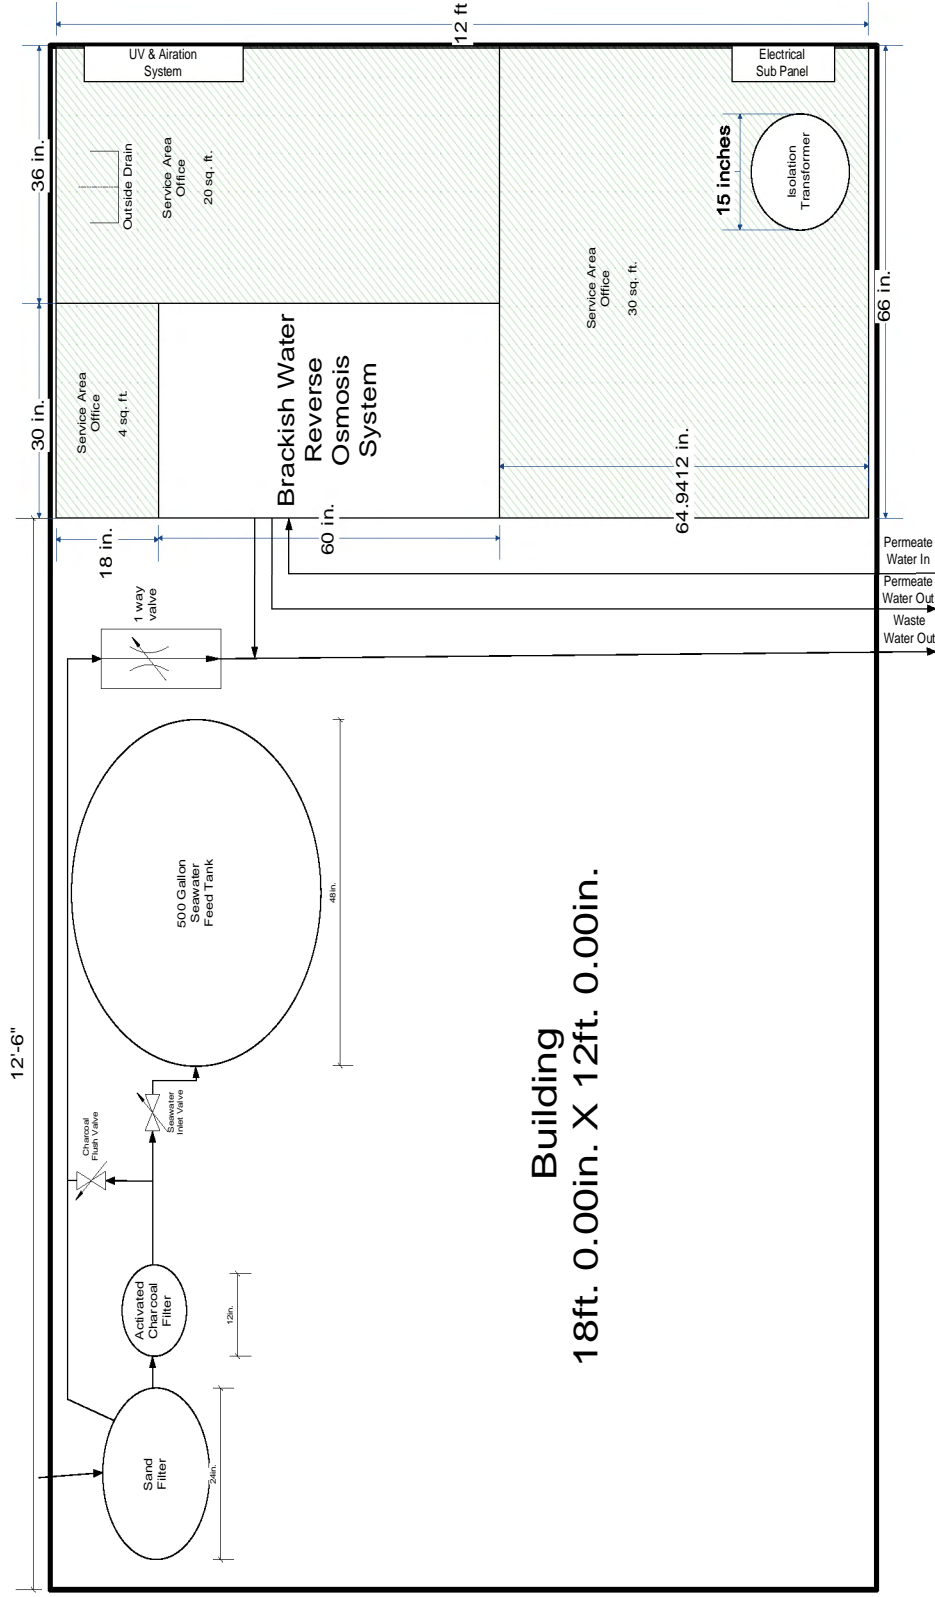 12 ft
UV & Airation
System
Electrical
Sub Panel
36 in.
Outside Drain
Service Area
Office
20 sq. ft.
15 inches
Isolation
Transformer
Service Area
Office
30 sq. ft.
66 in.
30 in.
Service Area
Office
4 sq. ft.
Brackish Water
Reverse
Osmosis
System
64.9412 in.
18 in.
60 in.
Permeate
Water In
Permeate
Water Out
Waste
Water Out
1 way
valve
500 Gallon
Seawater
Feed Tank
48in.
12'-6"
Seawater
Inlet Valve
Charcoal
Flush Valve
Building
18ft. 0.00in. X 12ft. 0.00in.
Activated
Charcoal
Filter
12in.
Sand
Filter
24in.